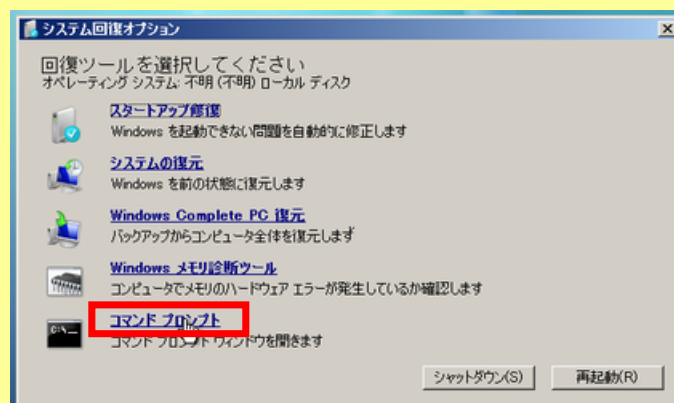 システム回復オプション
回復ツールを選択してください
オペレーティング システム: 不明 (不明) ローカル ディスク
スタートアップ修復
Windows を起動できない問題を自動的に修正します
システムの復元
Windows を前の状態に復元します
Windows Complete PC 復元
バックアップからコンピュータ全体を復元します
Windows メモリ診断ツール
コンピュータでメモリのハードウェア エラーが発生しているか確認します
コマンド プロンプト
コマンド プロンプト ウィンドウを開きます
シャットダウン(S)
再起動(R)